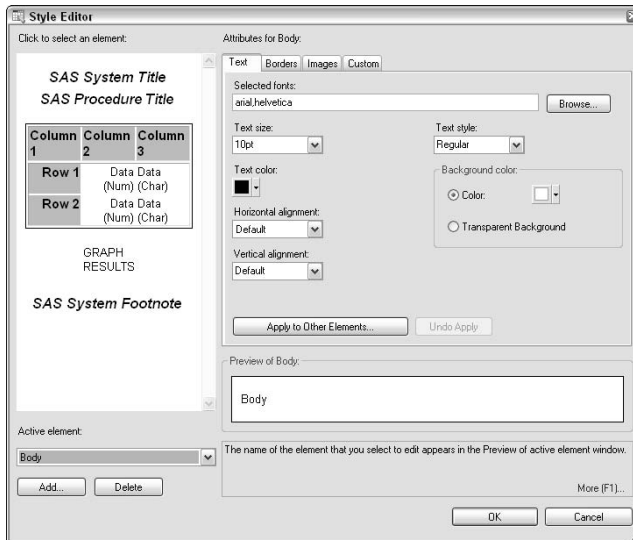 Style Editor
Click to select an element:
SAS System Title
SAS Procedure Title
Column 1 Column 2 Column 3
Row 1 Data Data
(Num) (Char)
Row 2 Data Data
(Num) (Char)
GRAPH
RESULTS
SAS System Footnote
Active element:
Body
Add... Delete
Attributes for Body:
Text Borders Images Custom
Selected fonts:
arial,helvetica Browse...
Text size: Text style:
10pt Regular
Text color: Background color:
Color:
Horizontal alignment:
Default Transparent Background
Vertical alignment:
Default
Apply to Other Elements... Undo Apply
Preview of Body:
Body
The name of the element that you select to edit appears in the Preview of active element window.
More (F1)...
OK Cancel